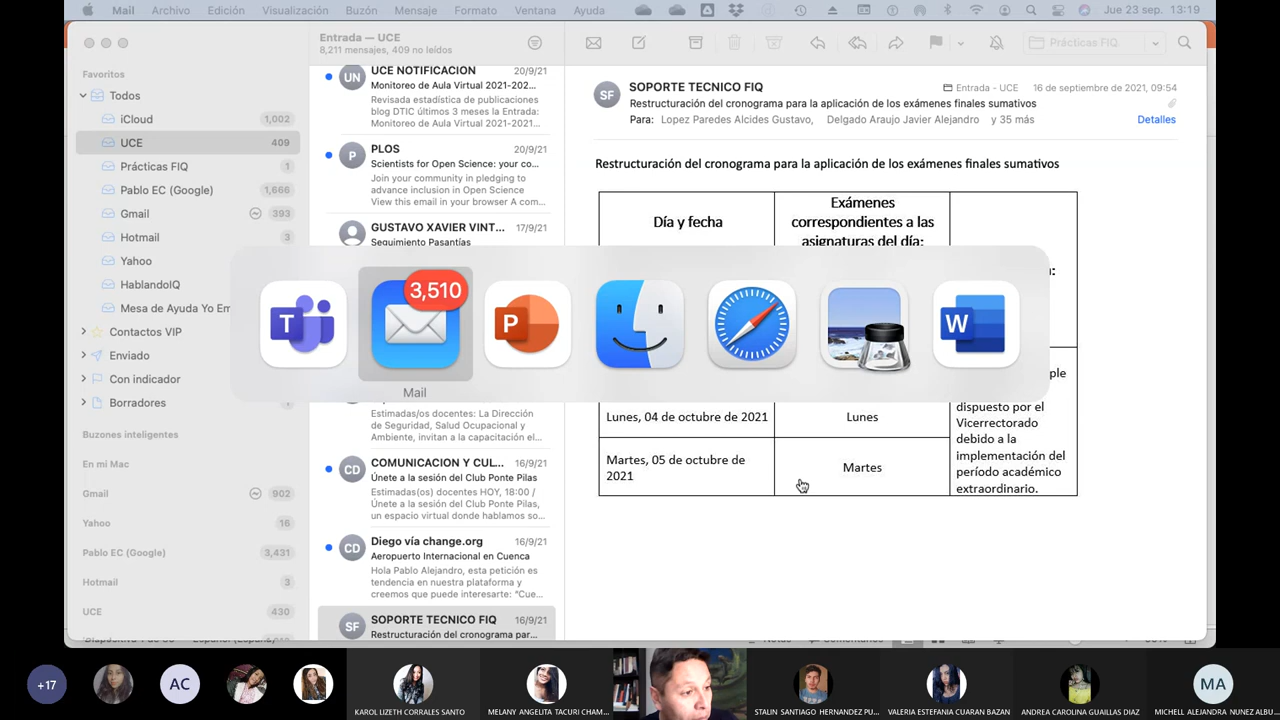 Mail Archivo Edición Visualización Buzón Mensaje Formato Ventana Ayuda
Jue 23 sep. 13:19
Favoritos
Todos
iCloud 1,002
UCE 409
Prácticas FIQ 1
Pablo EC (Google) 1,666
Gmail 393
Hotmail 3
Yahoo
HablandoIQ
Mesa de Ayuda Yo Em
Contactos VIP
Enviado
Con indicador
Borradores
Buzones inteligentes
En mi Mac
Gmail 902
Yahoo 16
Pablo EC (Google) 3,431
Hotmail 3
UCE 430
Entrada — UCE
8,211 mensajes, 409 no leídos
UN
UCE NOTIFICACION 20/9/21
Monitoreo de Aula Virtual 2021-202...
Revisada estadística de publicaciones
blog DTIC últimos 3 meses la Entrada:
Monitoreo de Aula Virtual 2021-2021...
P
PLOS 20/9/21
Scientists for Open Science: your co...
Join your community in pledging to
advance inclusion in Open Science
View this email in your browser A com...
GUSTAVO XAVIER VINT... 17/9/21
Seguimiento Pasantías
Estimadas/os docentes: La Dirección
de Seguridad, Salud Ocupacional y
Ambiente, invitan a la capacitación el...
CD
COMUNICACION Y CUL... 16/9/21
Únete a la sesión del Club Ponte Pilas
Estimadas(os) docentes HOY, 18:00 /
Únete a la sesión del Club Ponte Pilas,
un espacio virtual donde hablamos so...
CD
Diego vía change.org 16/9/21
Aeropuerto Internacional en Cuenca
Hola Pablo Alejandro, esta petición es
tendencia en nuestra plataforma y
creemos que puede interesarte: "Cue...
SF
SOPORTE TECNICO FIQ 16/9/21
Restructuración del cronograma par...
Prácticas FIQ
SF
SOPORTE TECNICO FIQ
Entrada - UCE 16 de septiembre de 2021, 09:54
Restructuración del cronograma para la aplicación de los exámenes finales sumativos
Para: Lopez Paredes Alcides Gustavo, Delgado Araujo Javier Alejandro y 35 más
Detalles
Restructuración del cronograma para la aplicación de los exámenes finales sumativos
Día y fecha
Exámenes
correspondientes a las
asignaturas del día:
Lunes, 04 de octubre de 2021
Lunes
Martes, 05 de octubre de
2021
Martes
ple
dispuesto por el
Vicerrectorado
debido a la
implementación del
período académico
extraordinario.
T
3,510
P
W
Mail
+17
AC
KAROL LIZETH CORRALES SANTO
MELANY ANGELITA TACURI CHAM...
STALIN SANTIAGO HERNANDEZ PU...
VALERIA ESTEFANIA CUARAN BAZAN
ANDREA CAROLINA GUAILLAS DIAZ
MA
MICHELL ALEJANDRA NUNEZ ALBU...